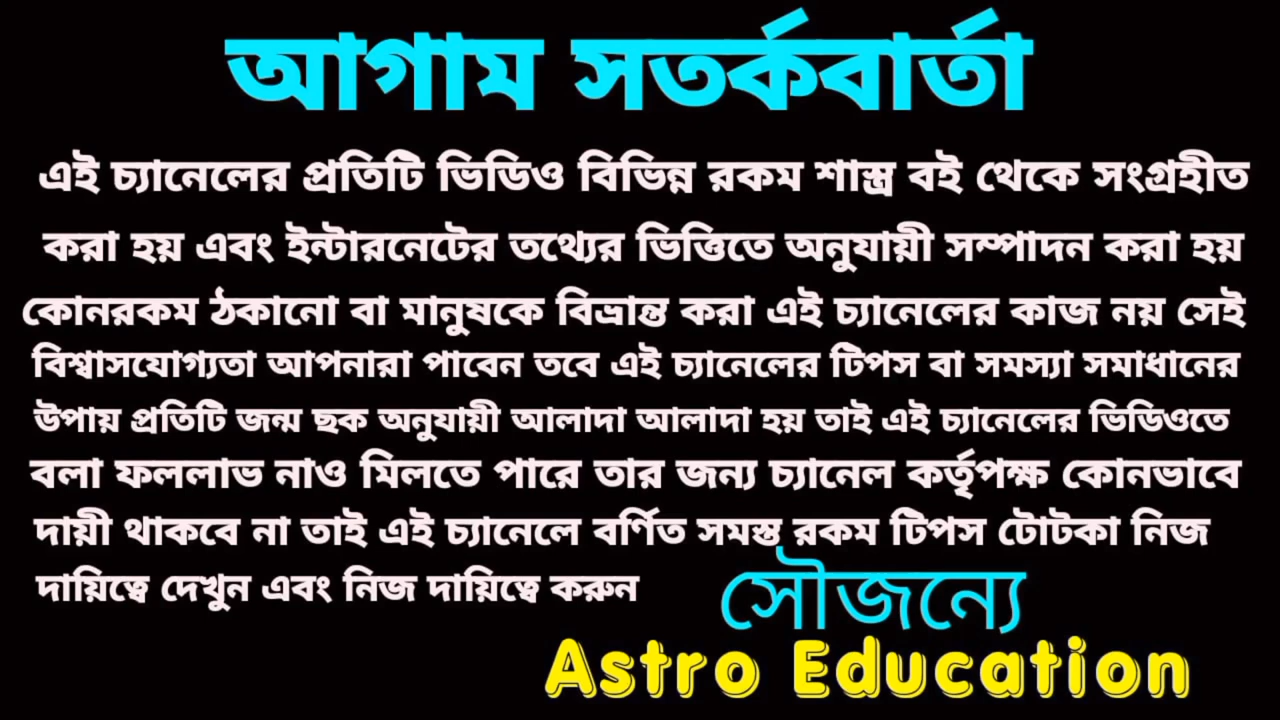 আগাম সতর্কবার্তা
এই চ্যানেলের প্রতিটি ভিডিও বিভিন্ন রকম শাস্ত্র বই থেকে সংগ্রহীত
করা হয় এবং ইন্টারনেটের তথ্যের ভিত্তিতে অনুযায়ী সম্পাদন করা হয়
কোনরকম ঠকানো বা মানুষকে বিভ্রান্ত করা এই চ্যানেলের কাজ নয় সেই
বিশ্বাসযোগ্যতা আপনারা পাবেন তবে এই চ্যানেলের টিপস বা সমস্যা সমাধানের
উপায় প্রতিটি জন্ম ছক অনুযায়ী আলাদা আলাদা হয় তাই এই চ্যানেলের ভিডিওতে
বলা ফললাভ নাও মিলতে পারে তার জন্য চ্যানেল কর্তৃপক্ষ কোনভাবে
দায়ী থাকবে না তাই এই চ্যানেলে বর্ণিত সমস্ত রকম টিপস টোটকা নিজ
দায়িত্বে দেখুন এবং নিজ দায়িত্বে করুন
সৌজন্যে
Astro Education